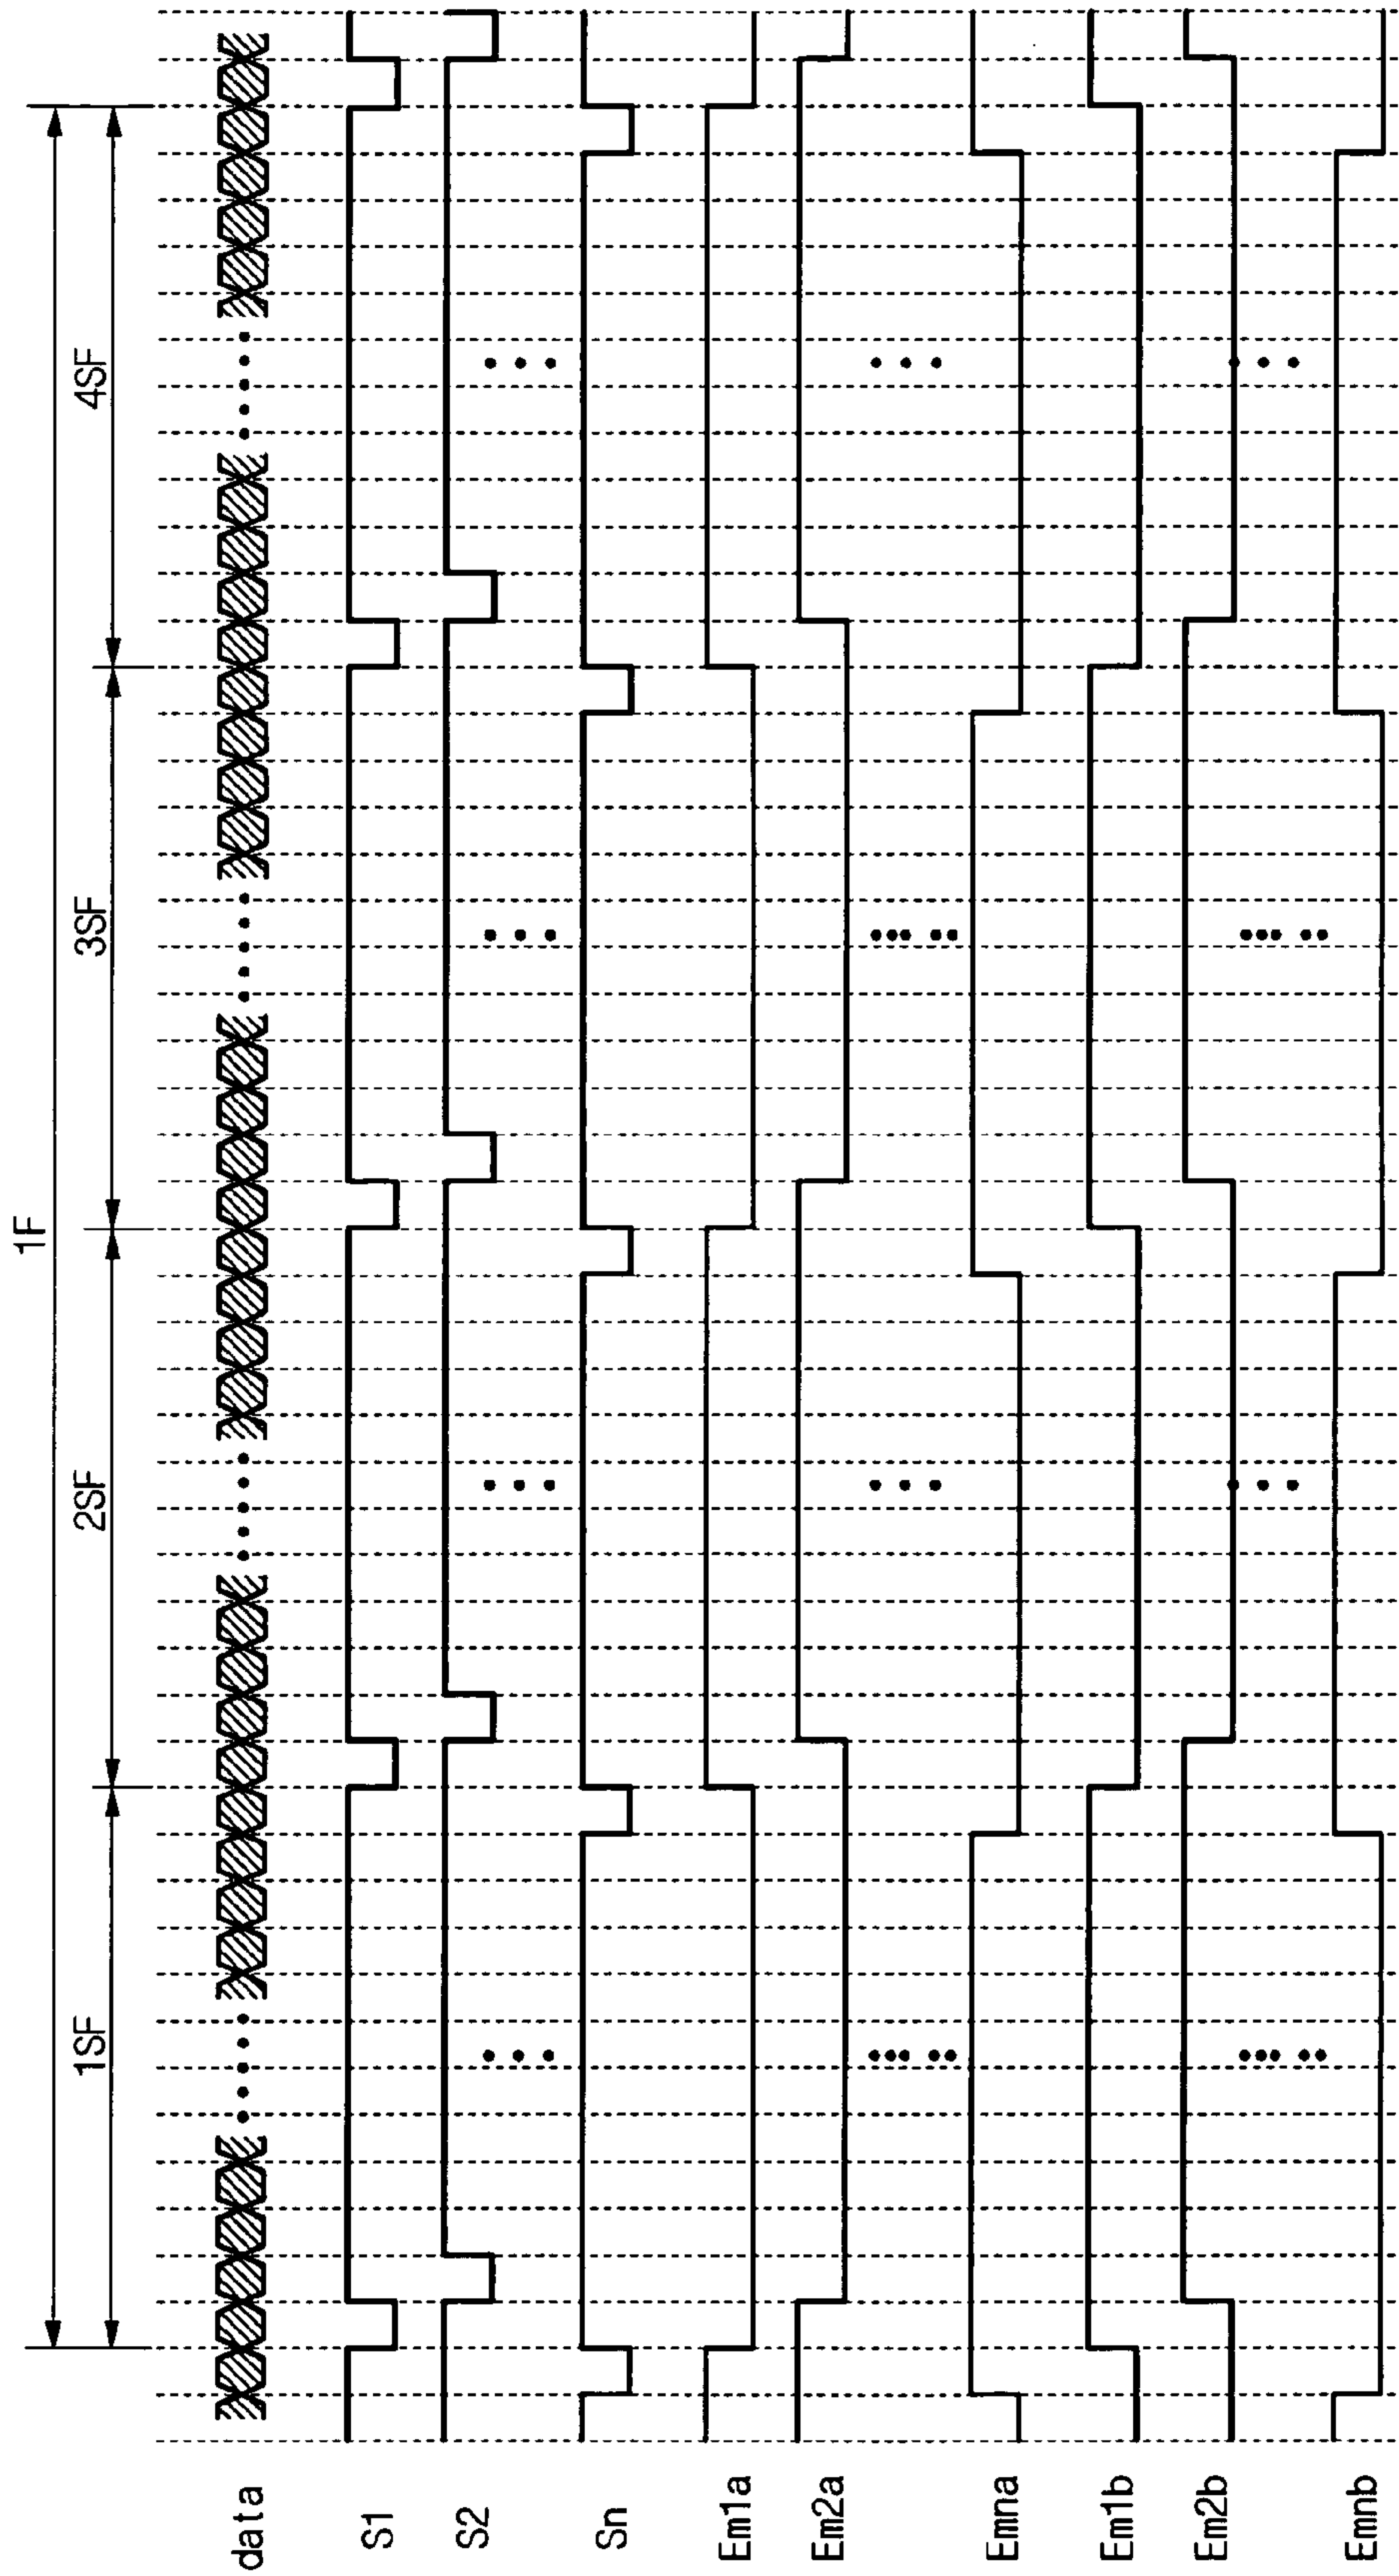 1F
1SF
2SF
3SF
4SF
data
S1
S2
Sn
Em1a
Em2a
Emna
Em1b
Em2b
Emnb